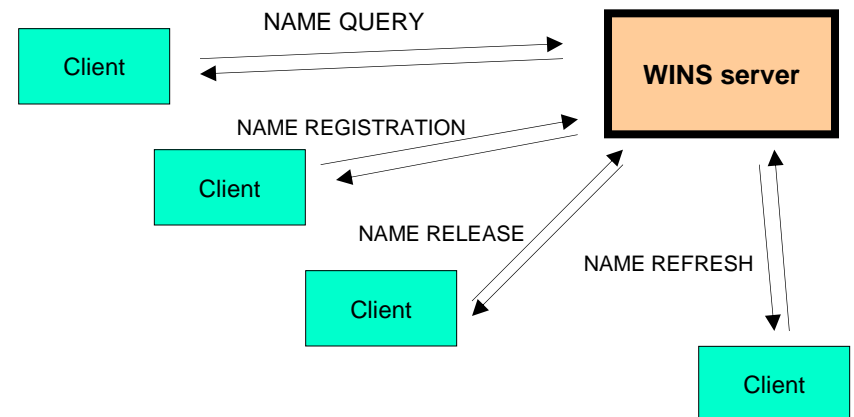 NAME QUERY
Client
WINS server
NAME REGISTRATION
Client
NAME RELEASE
NAME REFRESH
Client
Client